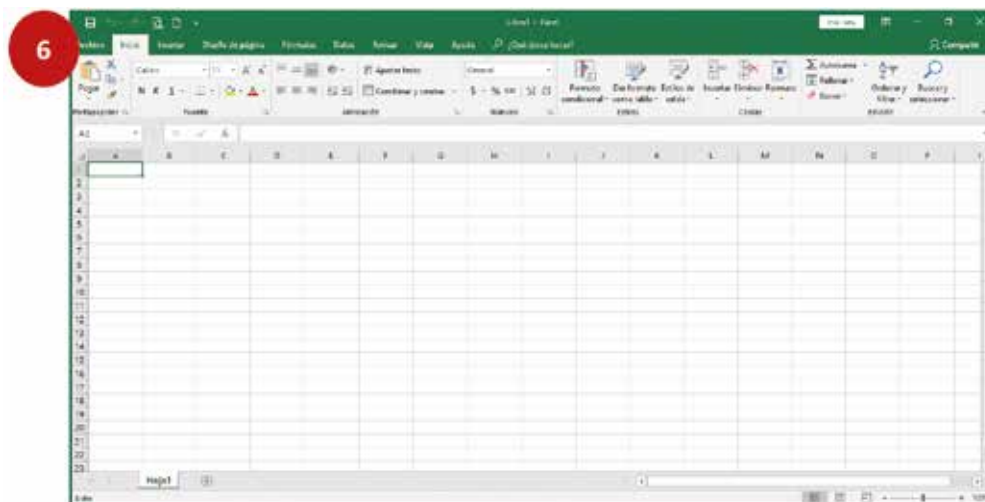 6
Libro1 - Excel
Archivo Inicio Insertar Diseño de página Fórmulas Datos Revisar Vista Ayuda ¿Qué desea hacer? Compartir
Pegar
Calibri 11 A A
Ajustar texto
General
Formato condicional
Dar formato como tabla
Estilos de celda
Insertar Eliminar Formato
Autosuma
Rellenar
Borrar
Ordenar y filtrar
Buscar y seleccionar
N K S
Combinar y centrar
$ % 000
Portapapeles Fuente Alineación Número Estilos Celdas Edición
A1
A B C D E F G H I J K L M N O P
1
2
3
4
5
6
7
8
9
10
11
12
13
14
15
16
17
18
19
20
21
22
23
Hoja1
Listo